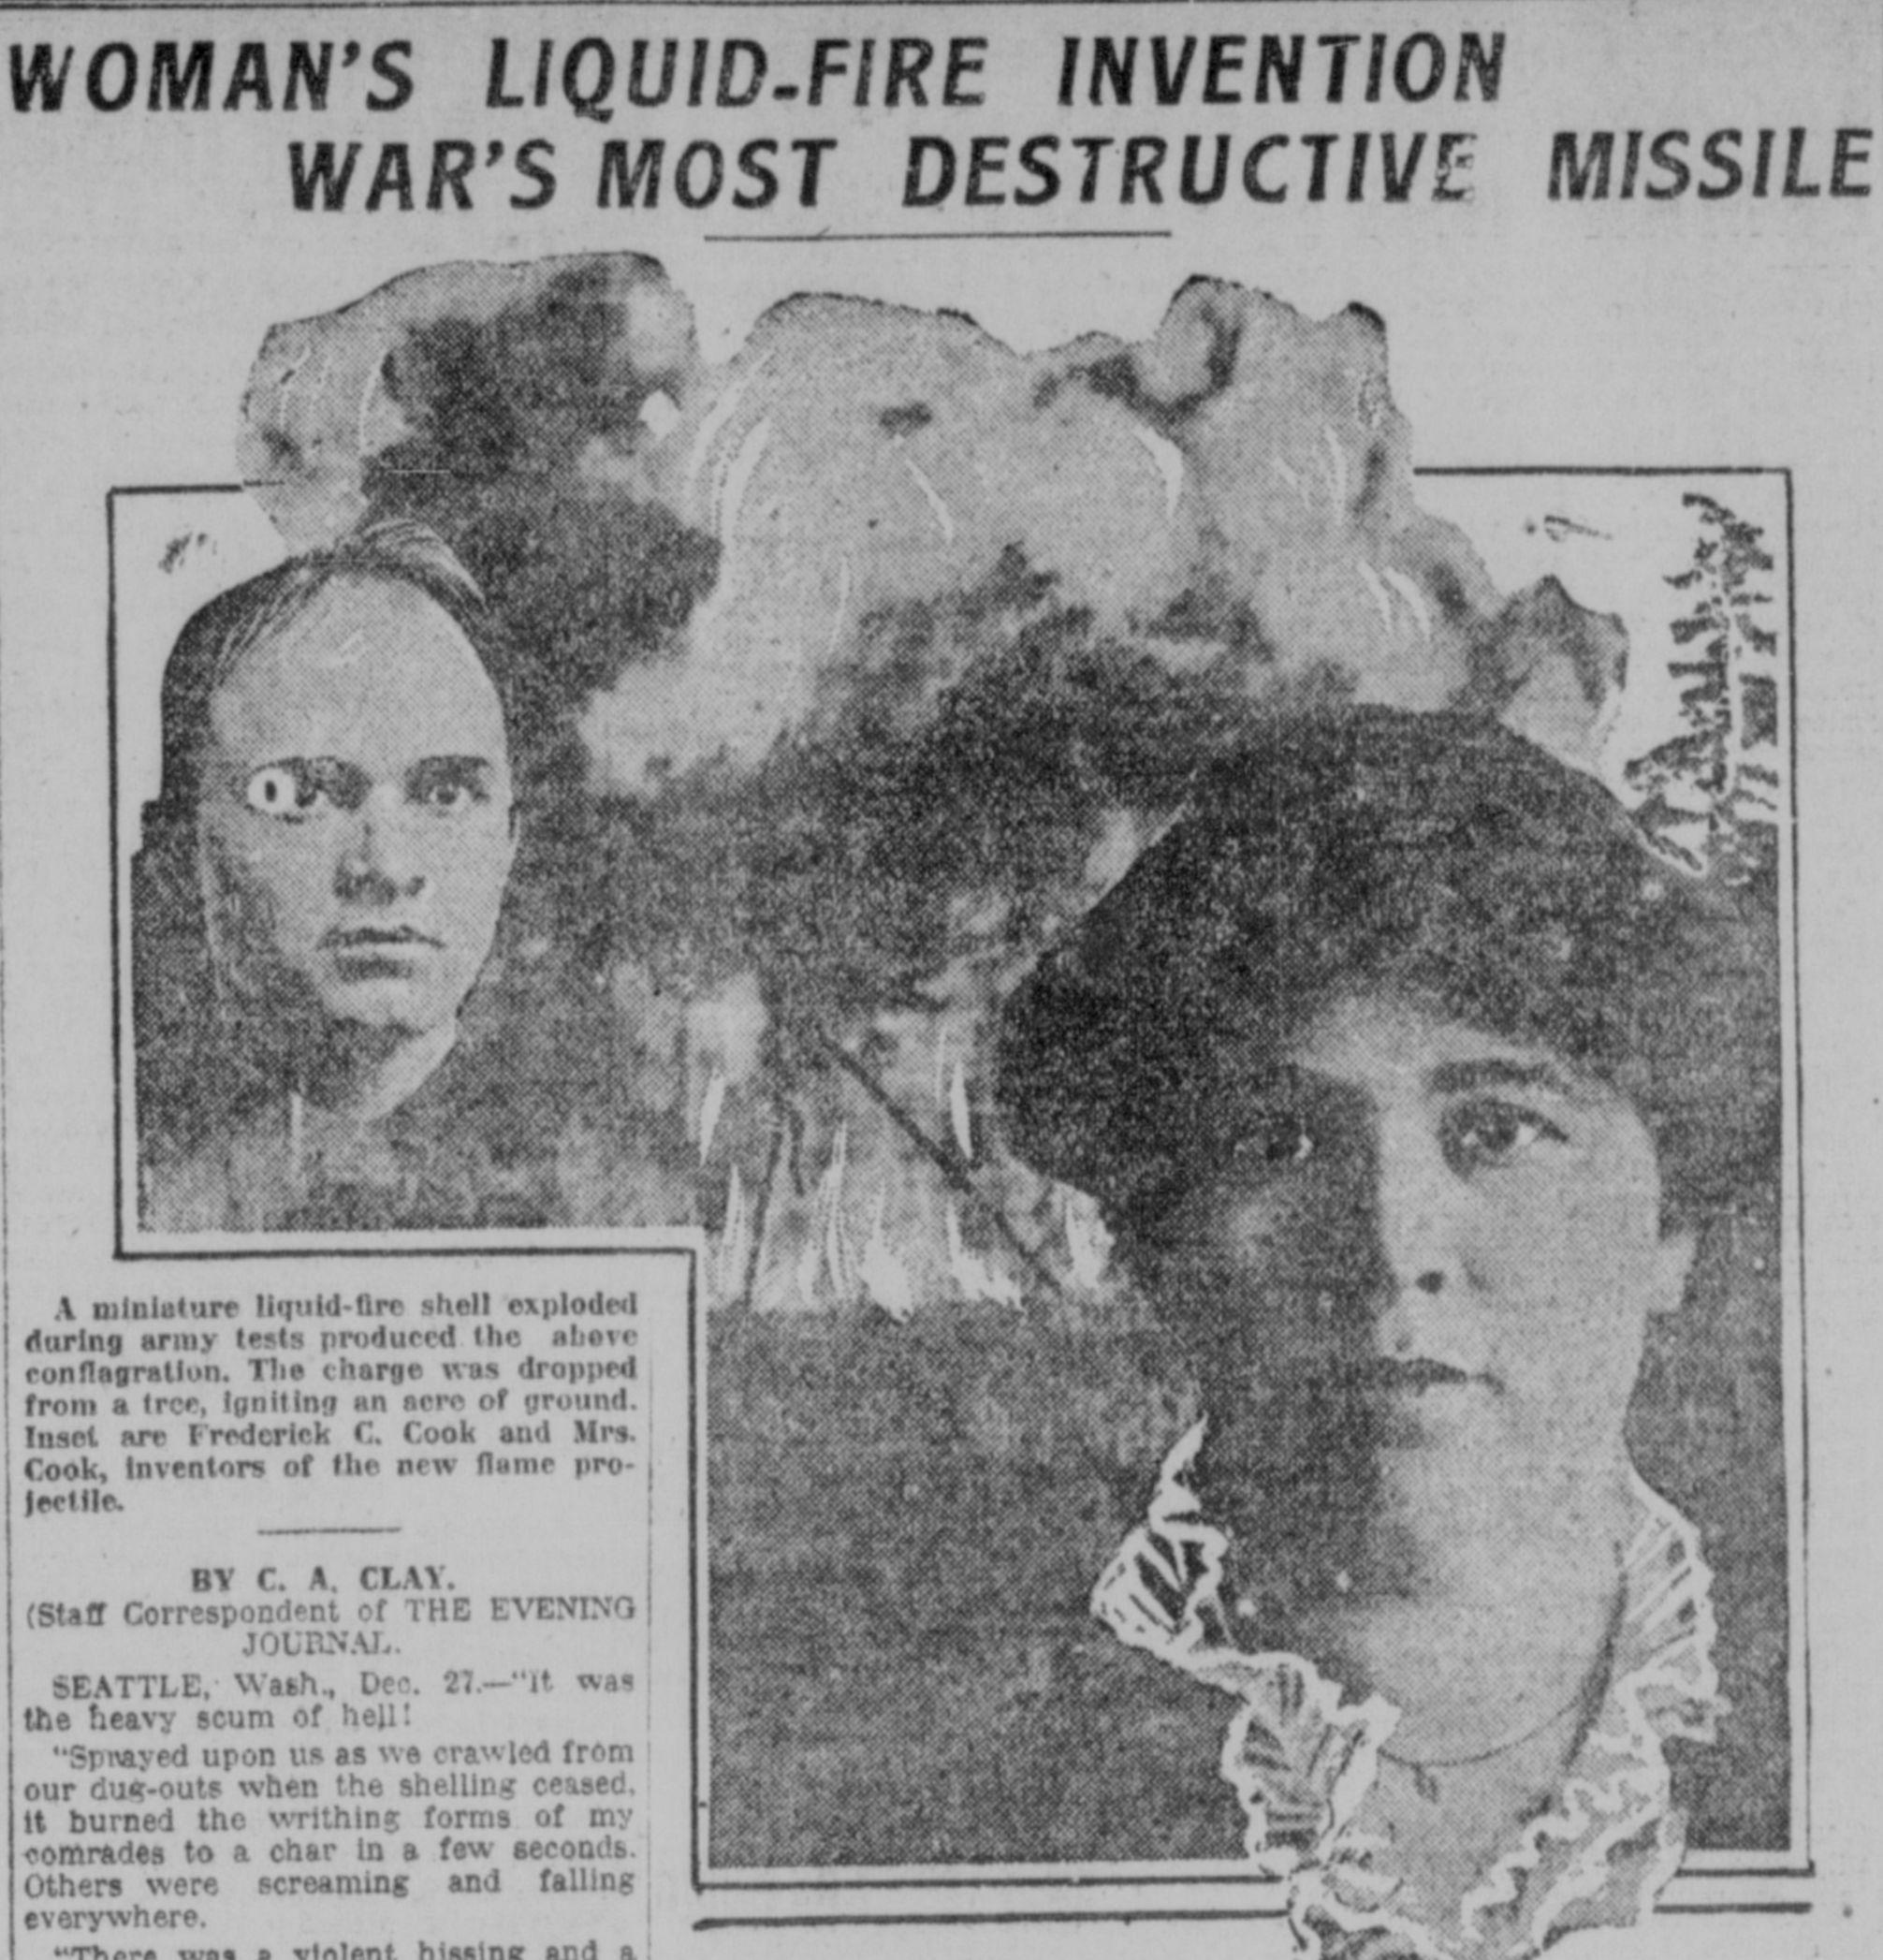 WOMAN'S LIQUID-FIRE INVENTION
WAR'S MOST DESTRUCTIVE MISSILE
A miniature liquid-fire shell exploded
during army tests produced the above
conflagration. The charge was dropped
from a tree, igniting an acre of ground.
Inset are Frederick C. Cook and Mrs.
Cook, inventors of the new flame pro-
jectile.
BY C. A. CLAY.
(Staff Correspondent of THE EVENING
JOURNAL.
SEATTLE, Wash., Dec. 27.—"It was
the heavy scum of hell!
"Sprayed upon us as we crawled from
our dug-outs when the shelling ceased,
it burned the writhing forms of my
comrades to a char in a few seconds.
Others were screaming and falling
everywhere.
"There was a violent hissing and a